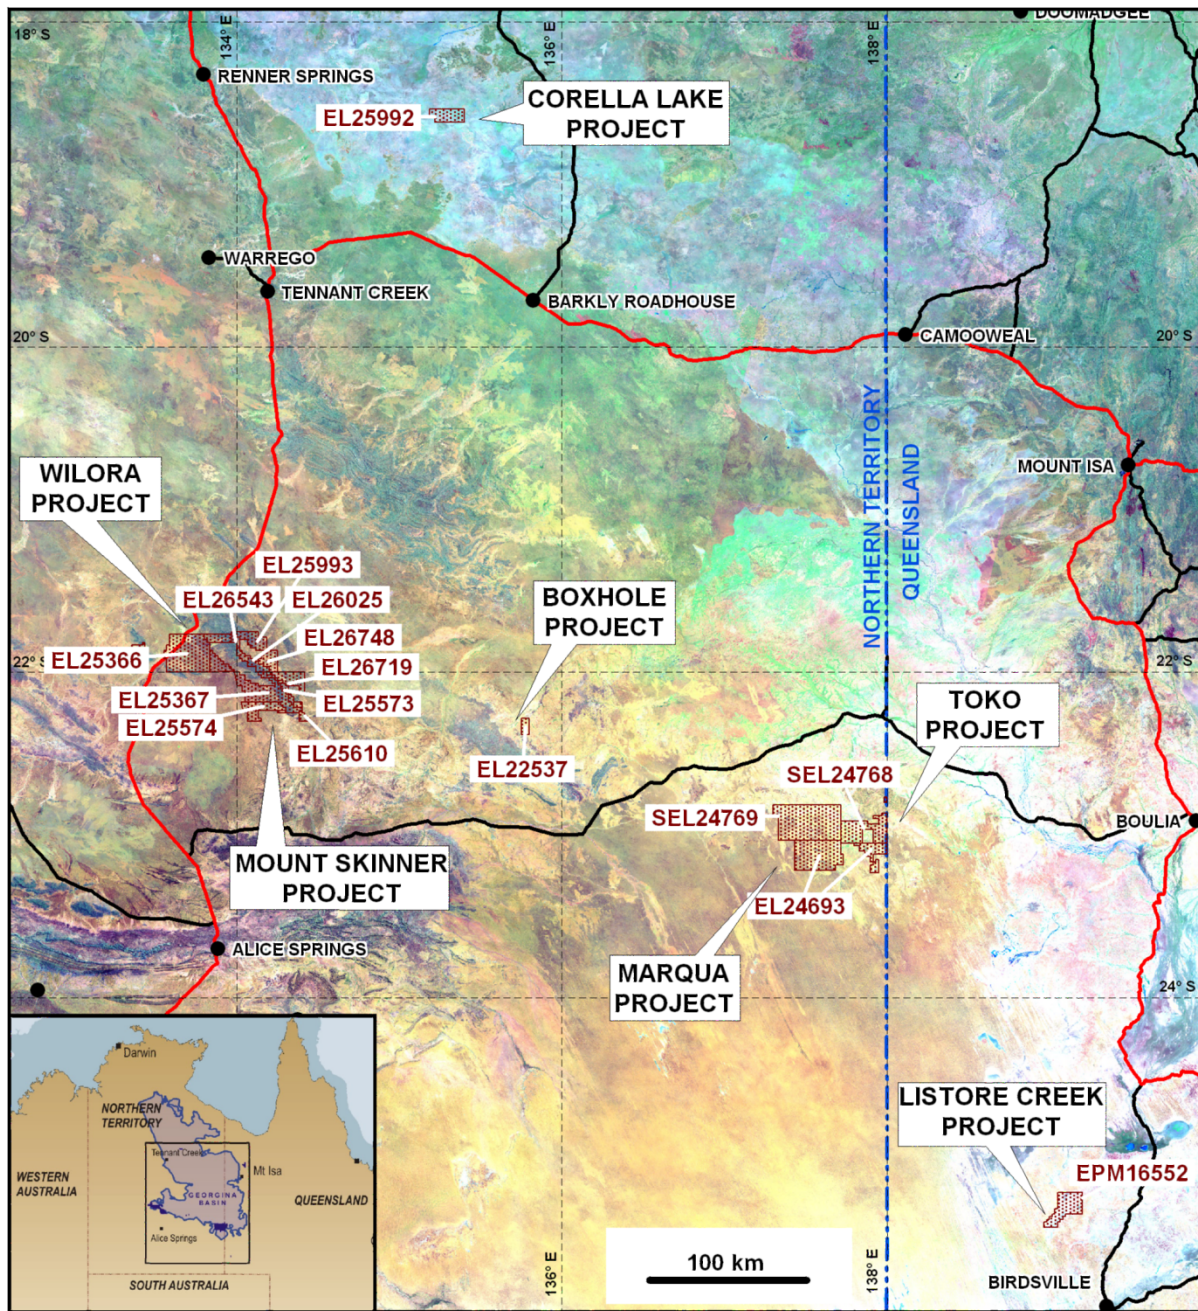 DOOMADGEE
18° S
134° E
136° E
138° E
RENNER SPRINGS
EL25992
CORELLA LAKE
PROJECT
WARREGO
TENNANT CREEK
BARKLY ROADHOUSE
CAMOOWEAL
20° S
NORTHERN TERRITORY
QUEENSLAND
MOUNT ISA
WILORA
PROJECT
EL25993
EL26543
EL26025
EL26748
EL25366
22° S
22° S
EL26719
EL25367
EL25573
EL25574
EL25610
BOXHOLE
PROJECT
EL22537
TOKO
PROJECT
SEL24768
SEL24769
BOULIA
MOUNT SKINNER
PROJECT
EL24693
ALICE SPRINGS
MARQUA
PROJECT
24° S
LISTORE CREEK
PROJECT
EPM16552
Darwin
NORTHERN
TERRITORY
Tennant Creek
Mt Isa
WESTERN
AUSTRALIA
GEORGINA
BASIN
QUEENSLAND
Alice Springs
SOUTH AUSTRALIA
136° E
138° E
100 km
BIRDSVILLE